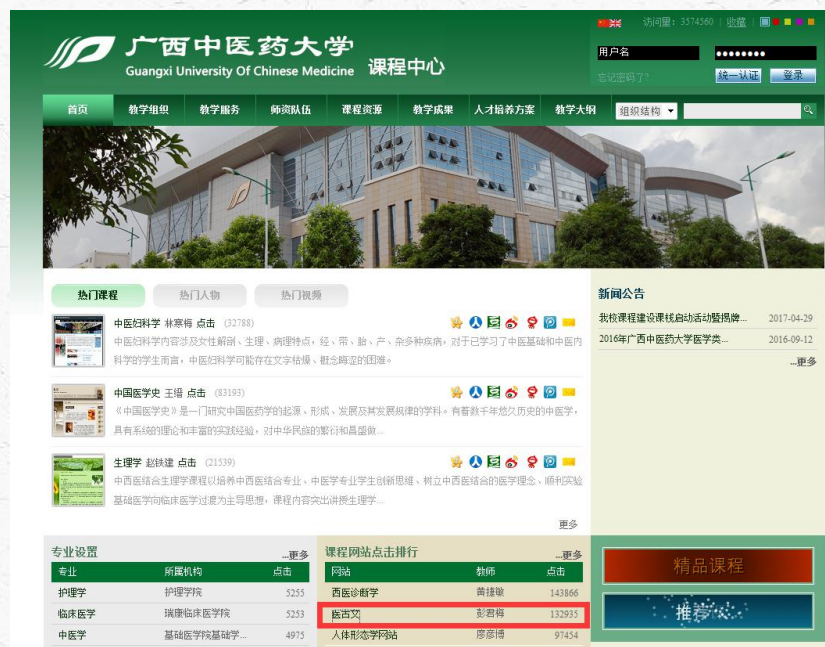 访问量：3574560 | 收藏 |
广西中医药大学
Guangxi University Of Chinese Medicine 课程中心
用户名
忘记密码了? 统一认证 登录
首页 教学组织 教学服务 师资队伍 课程资源 教学成果 人才培养方案 教学大纲 组织结构
热门课程 热门人物 热门视频
中医妇科学 林寒梅 点击 (32788)
中医妇科学内容涉及女性解剖、生理、病理特点，经、带、胎、产、杂多种疾病，对于已学习了中医基础和中医内
科学的学生而言，中医妇科学可能存在文字枯燥、概念晦涩的困难。
中国医学史 王缙 点击 (83193)
《中国医学史》是一门研究中国医药学的起源、形成、发展及其发展规律的学科。有着数千年悠久历史的中医学，
具有系统的理论和丰富的实践经验，对中华民族的繁衍和昌盛做...
生理学 赵铁建 点击 (21539)
中西医结合生理学课程以培养中西医结合专业、中医学专业学生创新思维、树立中西医结合的医学理念、顺利实验
基础医学向临床医学过渡为主导思想，课程内容突出讲授生理学...
更多
新闻公告
我校课程建设课栈启动活动暨揭牌... 2017-04-29
2016年广西中医药大学医学类... 2016-09-12
...更多
专业设置 ...更多
专业 所属机构 点击
护理学 护理学院 5255
临床医学 瑞康临床医学院 5253
中医学 基础医学院基础学... 4975
课程网站点击排行 ...更多
网站 教师 点击
西医诊断学 黄捷敏 143866
医古文 彭君梅 132935
人体形态学网站 廖彦博 97454
精品课程
推荐